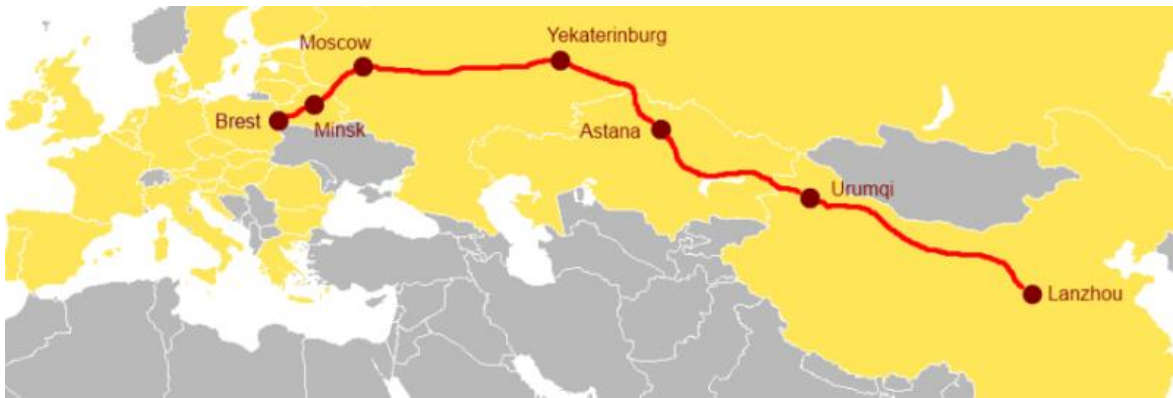 Yekaterinburg
Moscow
Brest
Minsk
Astana
Urumqi
Lanzhou